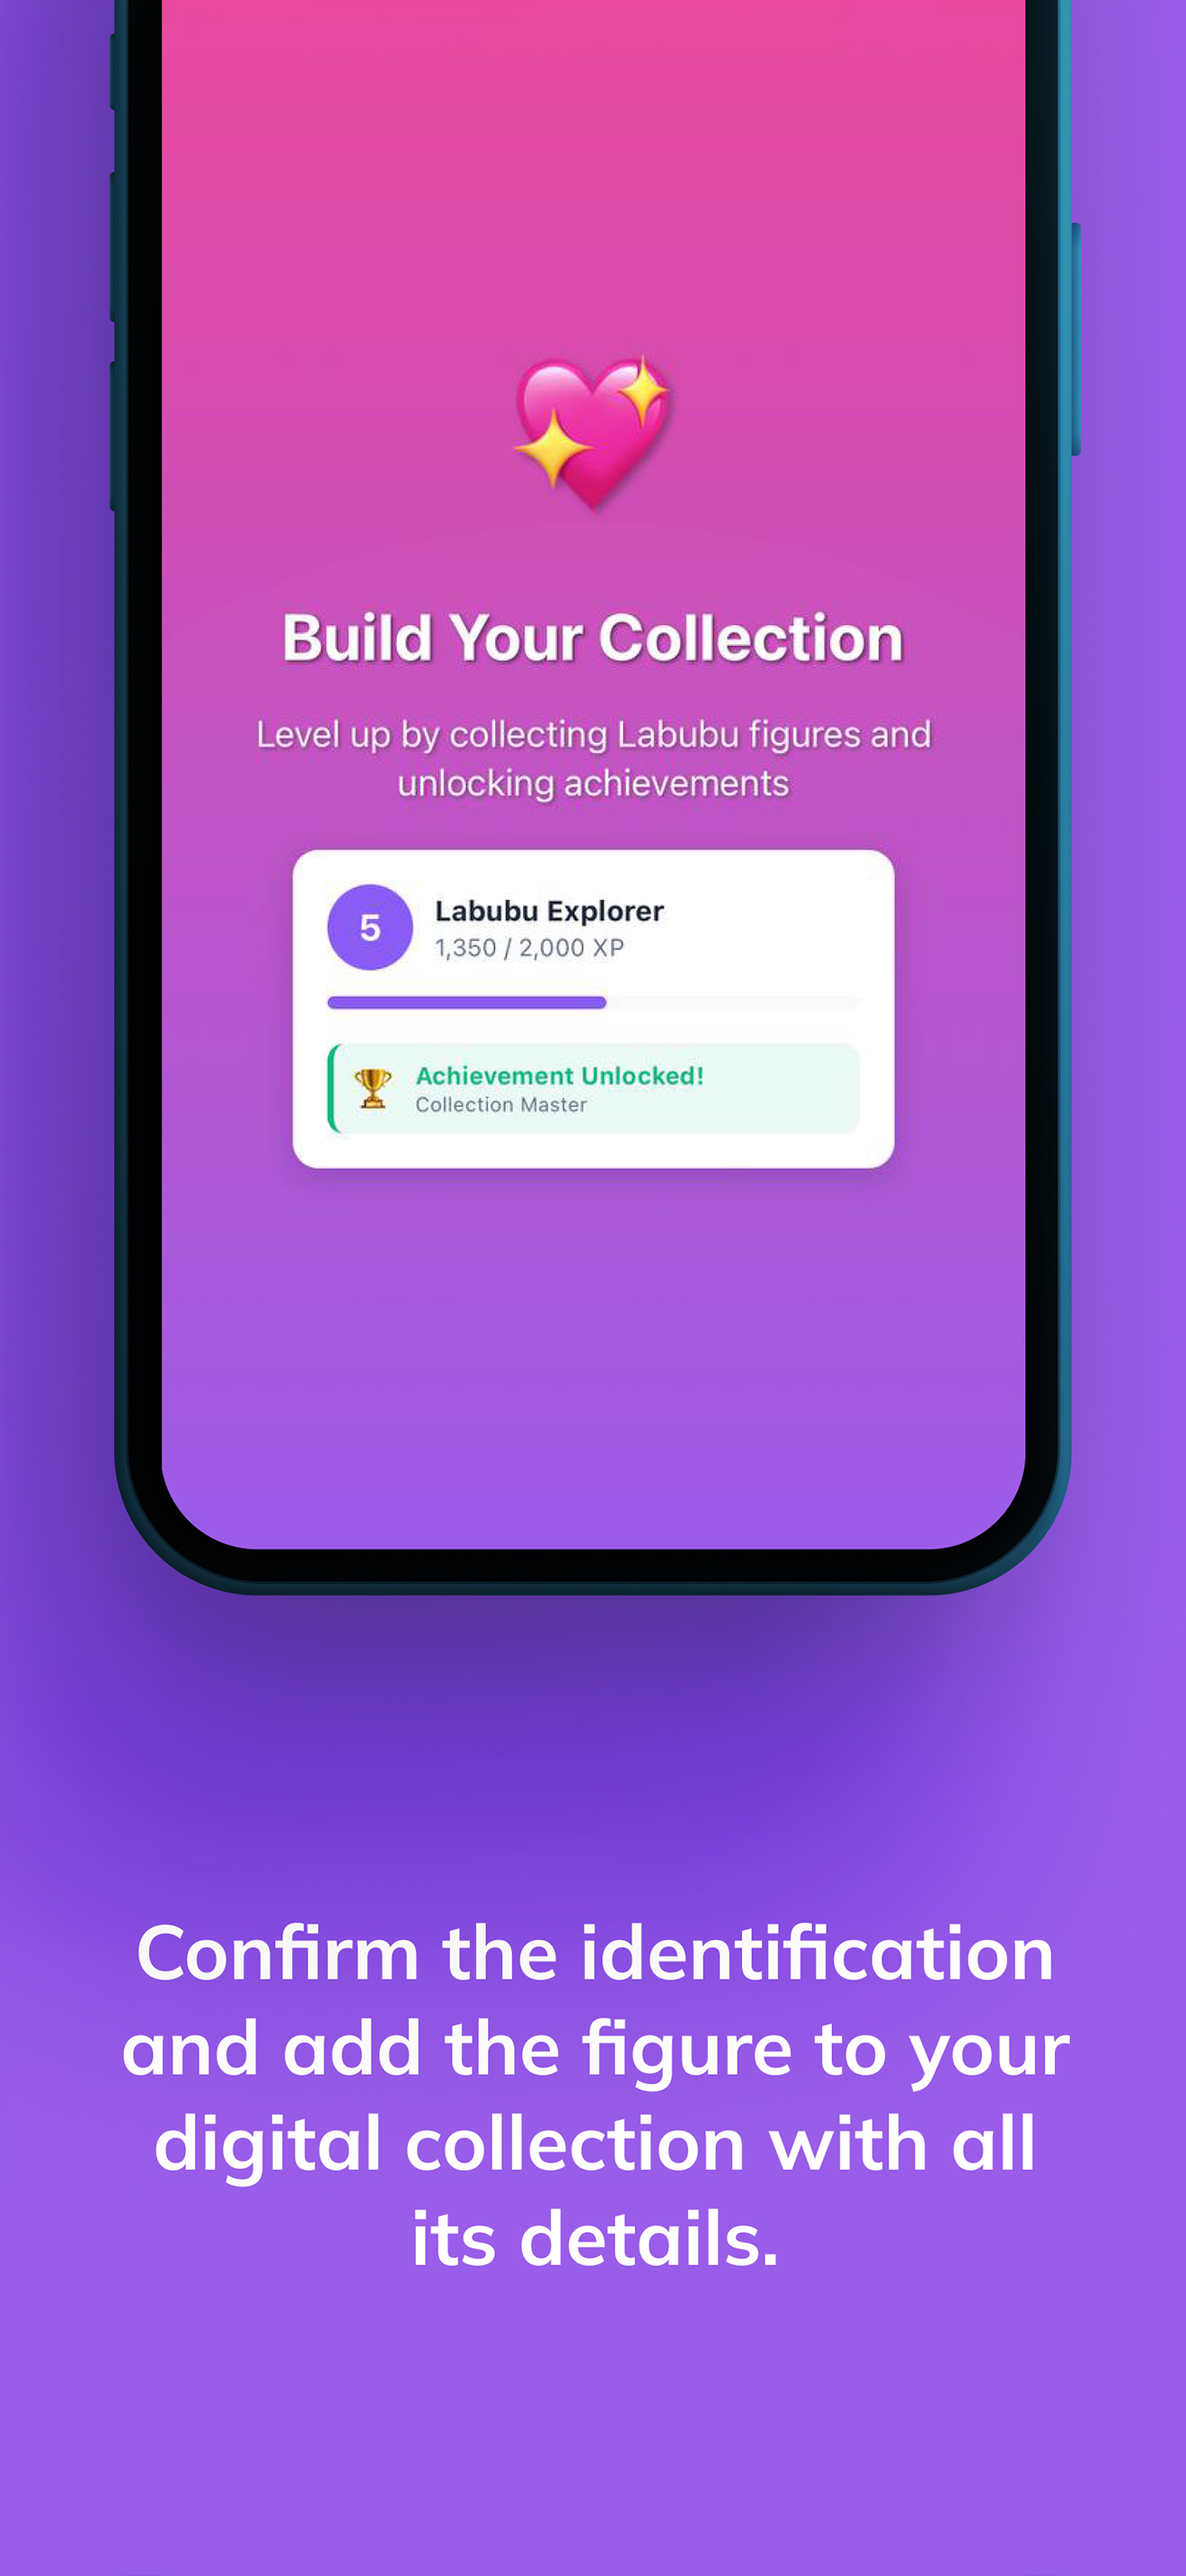 Build Your Collection
Level up by collecting Labubu figures and
unlocking achievements
5
Labubu Explorer
1,350 / 2,000 XP
Achievement Unlocked!
Collection Master
Confirm the identification
and add the figure to your
digital collection with all
its details.